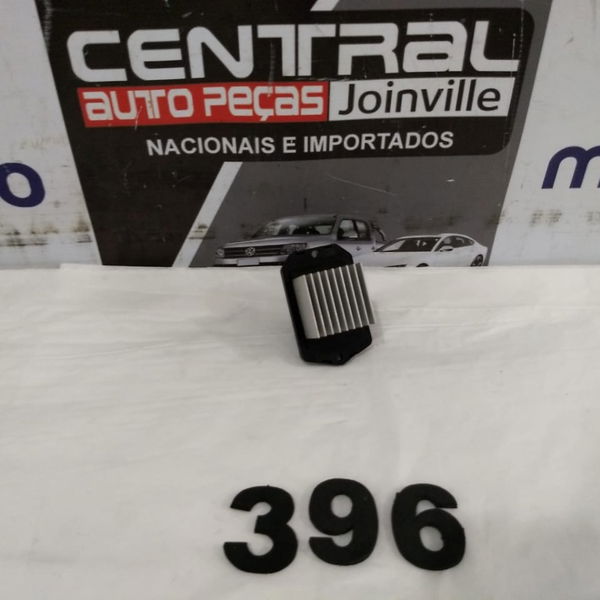 CENTRAL
AUTO PEÇAS Joinville
NACIONAIS E IMPORTADOS
o
m
396